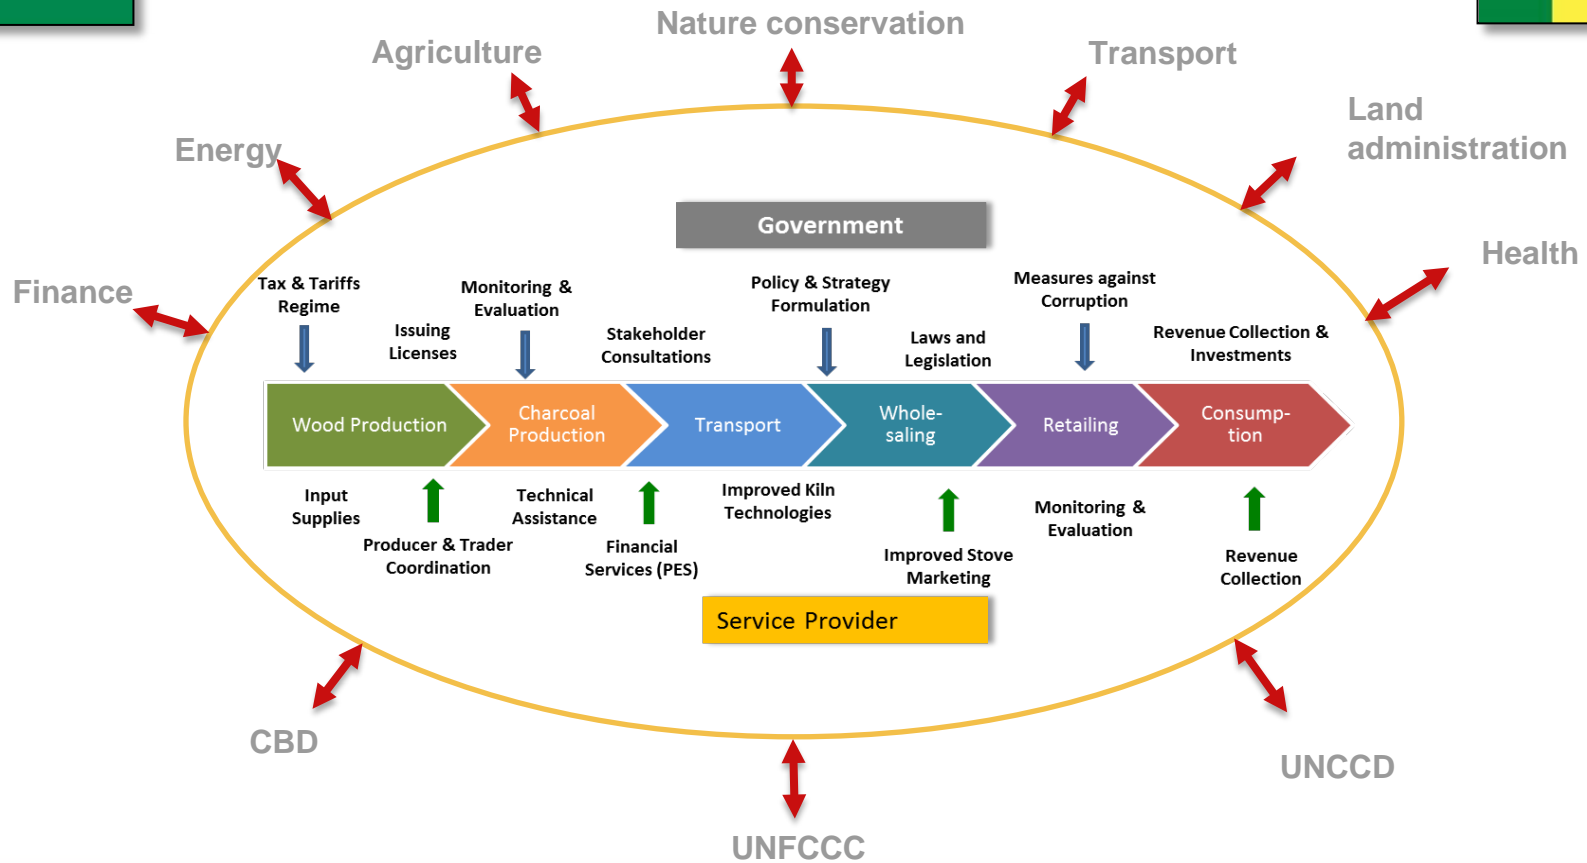 Nature conservation
Agriculture
Transport
Land
administration
Energy
Health
Finance
Government
Tax & Tariffs
Regime
Issuing
Licenses
Monitoring &
Evaluation
Stakeholder
Consultations
Policy & Strategy
Formulation
Laws and
Legislation
Measures against
Corruption
Revenue Collection &
Investments
Wood Production
Charcoal
Production
Transport
Whole-
saling
Retailing
Consump-
tion
Input
Supplies
Producer & Trader
Coordination
Technical
Assistance
Financial
Services (PES)
Improved Kiln
Technologies
Improved Stove
Marketing
Monitoring &
Evaluation
Revenue
Collection
Service Provider
CBD
UNFCCC
UNCCD